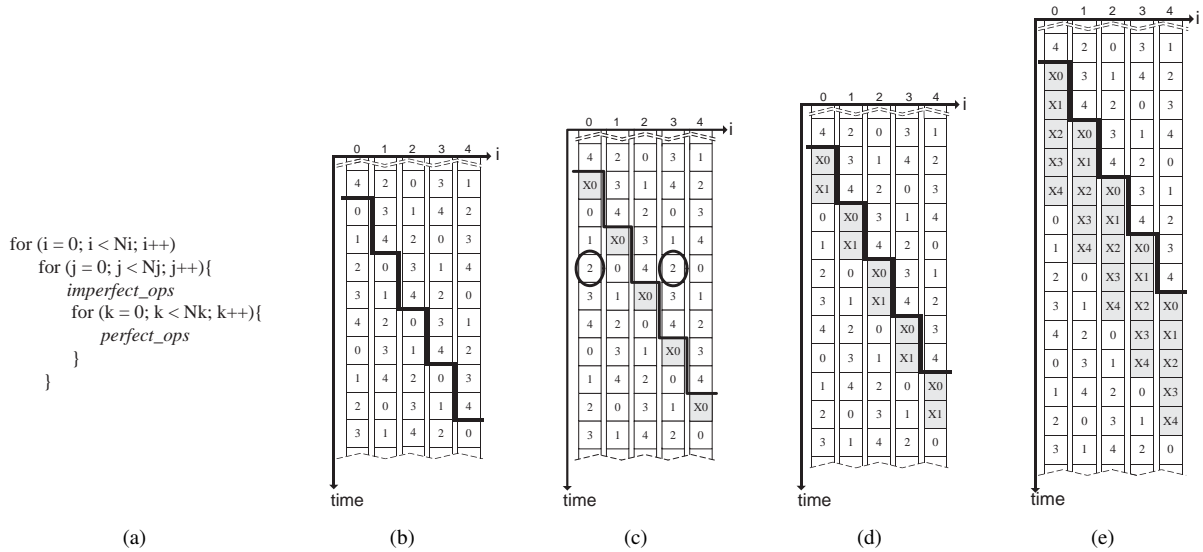 for (i = 0; i < Ni; i++)
for (j = 0; j < Nj; j++){
imperfect_ops
for (k = 0; k < Nk; k++){
perfect_ops
}
}
(a)
0 1 2 3 4
i
4 2 0 3 1
0 3 1 4 2
1 4 2 0 3
2 0 3 1 4
3 1 4 2 0
4 2 0 3 1
0 3 1 4 2
1 4 2 0 3
2 0 3 1 4
3 1 4 2 0
time
(b)
0 1 2 3 4
i
4 2 0 3 1
X0 3 1 4 2
0 4 2 0 3
1 X0 3 1 4
2 0 4 2 0
3 1 X0 3 1
4 2 0 4 2
0 3 1 X0 3
1 4 2 0 4
2 0 3 1 X0
3 1 4 2 0
time
(c)
0 1 2 3 4
i
4 2 0 3 1
X0 3 1 4 2
X1 4 2 0 3
0 X0 3 1 4
1 X1 4 2 0
2 0 X0 3 1
3 1 X1 4 2
4 2 0 X0 3
0 3 1 X1 4
1 4 2 0 X0
2 0 3 1 X1
3 1 4 2 0
time
(d)
0 1 2 3 4
i
4 2 0 3 1
X0 3 1 4 2
X1 4 2 0 3
X2 X0 3 1 4
X3 X1 4 2 0
X4 X2 X0 3 1
0 X3 X1 4 2
1 X4 X2 X0 3
2 0 X3 X1 4
3 1 X4 X2 X0
4 2 0 X3 X1
0 3 1 X4 X2
1 4 2 0 X3
2 0 3 1 X4
3 1 4 2 0
time
(e)